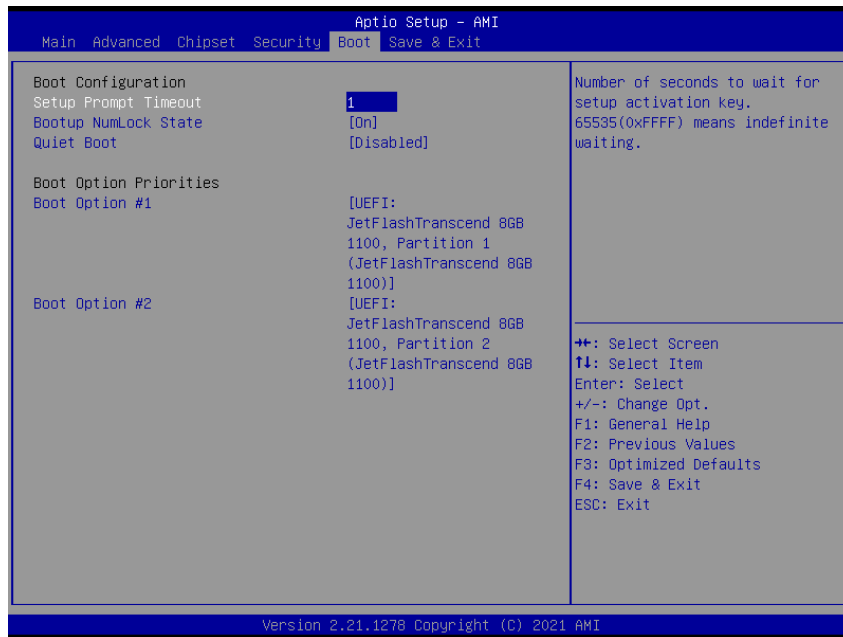 Aptio Setup - AMI
Main Advanced Chipset Security Boot Save & Exit
Boot Configuration
Setup Prompt Timeout 1
Bootup NumLock State [On]
Quiet Boot [Disabled]
Boot Option Priorities
Boot Option #1 [UEFI:
JetFlashTranscend 8GB
1100, Partition 1
(JetFlashTranscend 8GB
1100)]
Boot Option #2 [UEFI:
JetFlashTranscend 8GB
1100, Partition 2
(JetFlashTranscend 8GB
1100)]
Number of seconds to wait for
setup activation key.
65535(0xFFFF) means indefinite
waiting.
→←: Select Screen
↑↓: Select Item
Enter: Select
+/-: Change Opt.
F1: General Help
F2: Previous Values
F3: Optimized Defaults
F4: Save & Exit
ESC: Exit
Version 2.21.1278 Copyright (C) 2021 AMI